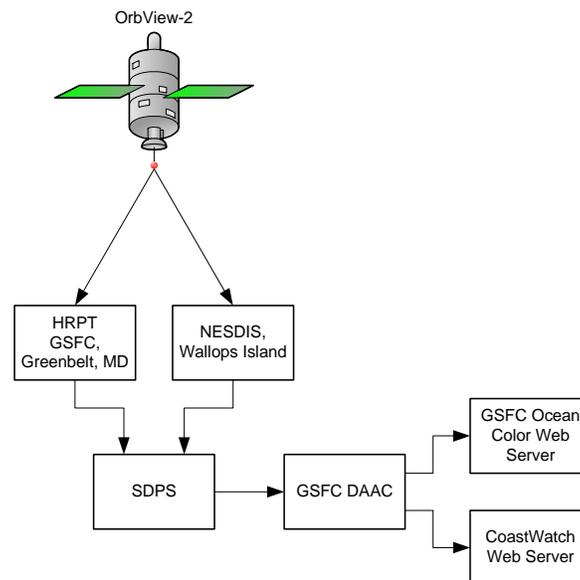 OrbView-2
HRPT
GSFC,
Greenbelt, MD
NESDIS,
Wallops Island
SDPS
GSFC DAAC
GSFC Ocean
Color Web
Server
CoastWatch
Web Server